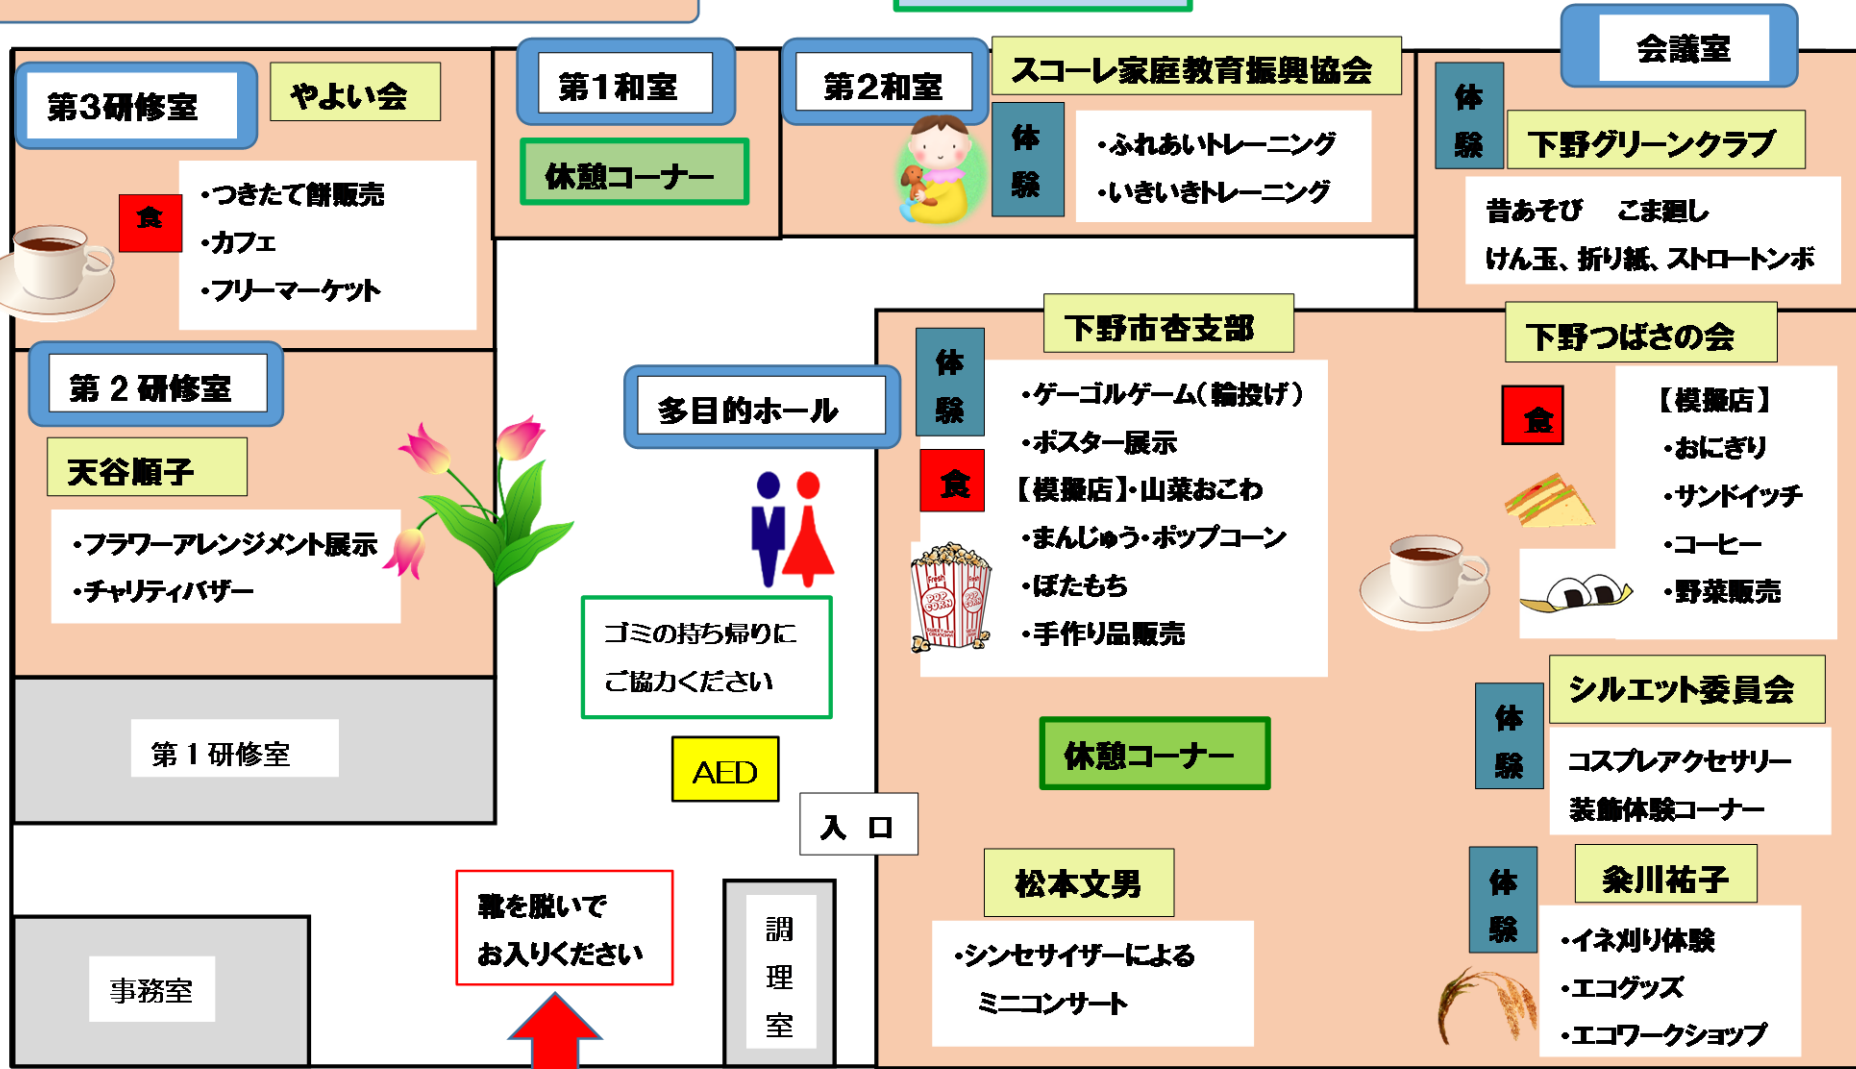 第3研修室
やよい会
食
・つきたて餅販売
・カフェ
・フリーマーケット
第1和室
休憩コーナー
第2和室
スコーレ家庭教育振興協会
体験
・ふれあいトレーニング
・いきいきトレーニング
会議室
体験
下野グリーンクラブ
昔あそび こま廻し
けん玉、折り紙、ストロートンボ
第2研修室
天谷順子
・フラワーアレンジメント展示
・チャリティバザー
第1研修室
事務室
多目的ホール
ゴミの持ち帰りに
ご協力ください
AED
入 口
靴を脱いで
お入りください
調理室
下野市杏支部
体験
食
・ゲーゴルゲーム(輪投げ)
・ポスター展示
【模擬店】・山菜おこわ
・まんじゅう・ポップコーン
・ぼたもち
・手作り品販売
Fresh
POP CORN
休憩コーナー
松本文男
・シンセサイザーによる
ミニコンサート
下野つばさの会
食
【模擬店】
・おにぎり
・サンドイッチ
・コーヒー
・野菜販売
シルエット委員会
体験
コスプレアクセサリー
装飾体験コーナー
粂川祐子
体験
・イネ刈り体験
・エコグッズ
・エコワークショップ